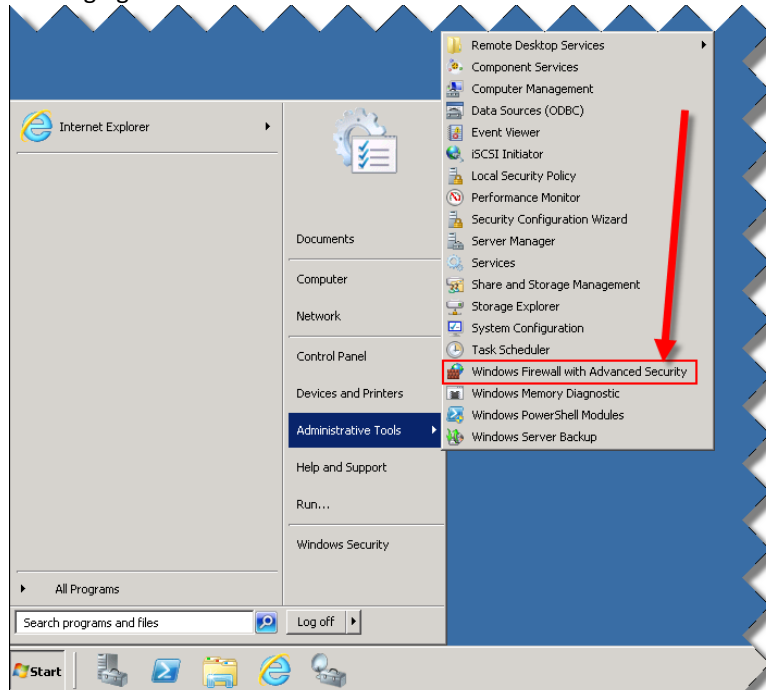 Internet Explorer
Documents
Computer
Network
Control Panel
Devices and Printers
Administrative Tools
Help and Support
Run...
Windows Security
All Programs
Search programs and files
Log off
Start
Remote Desktop Services
Component Services
Computer Management
Data Sources (ODBC)
Event Viewer
iSCSI Initiator
Local Security Policy
Performance Monitor
Security Configuration Wizard
Server Manager
Services
Share and Storage Management
Storage Explorer
System Configuration
Task Scheduler
Windows Firewall with Advanced Security
Windows Memory Diagnostic
Windows PowerShell Modules
Windows Server Backup